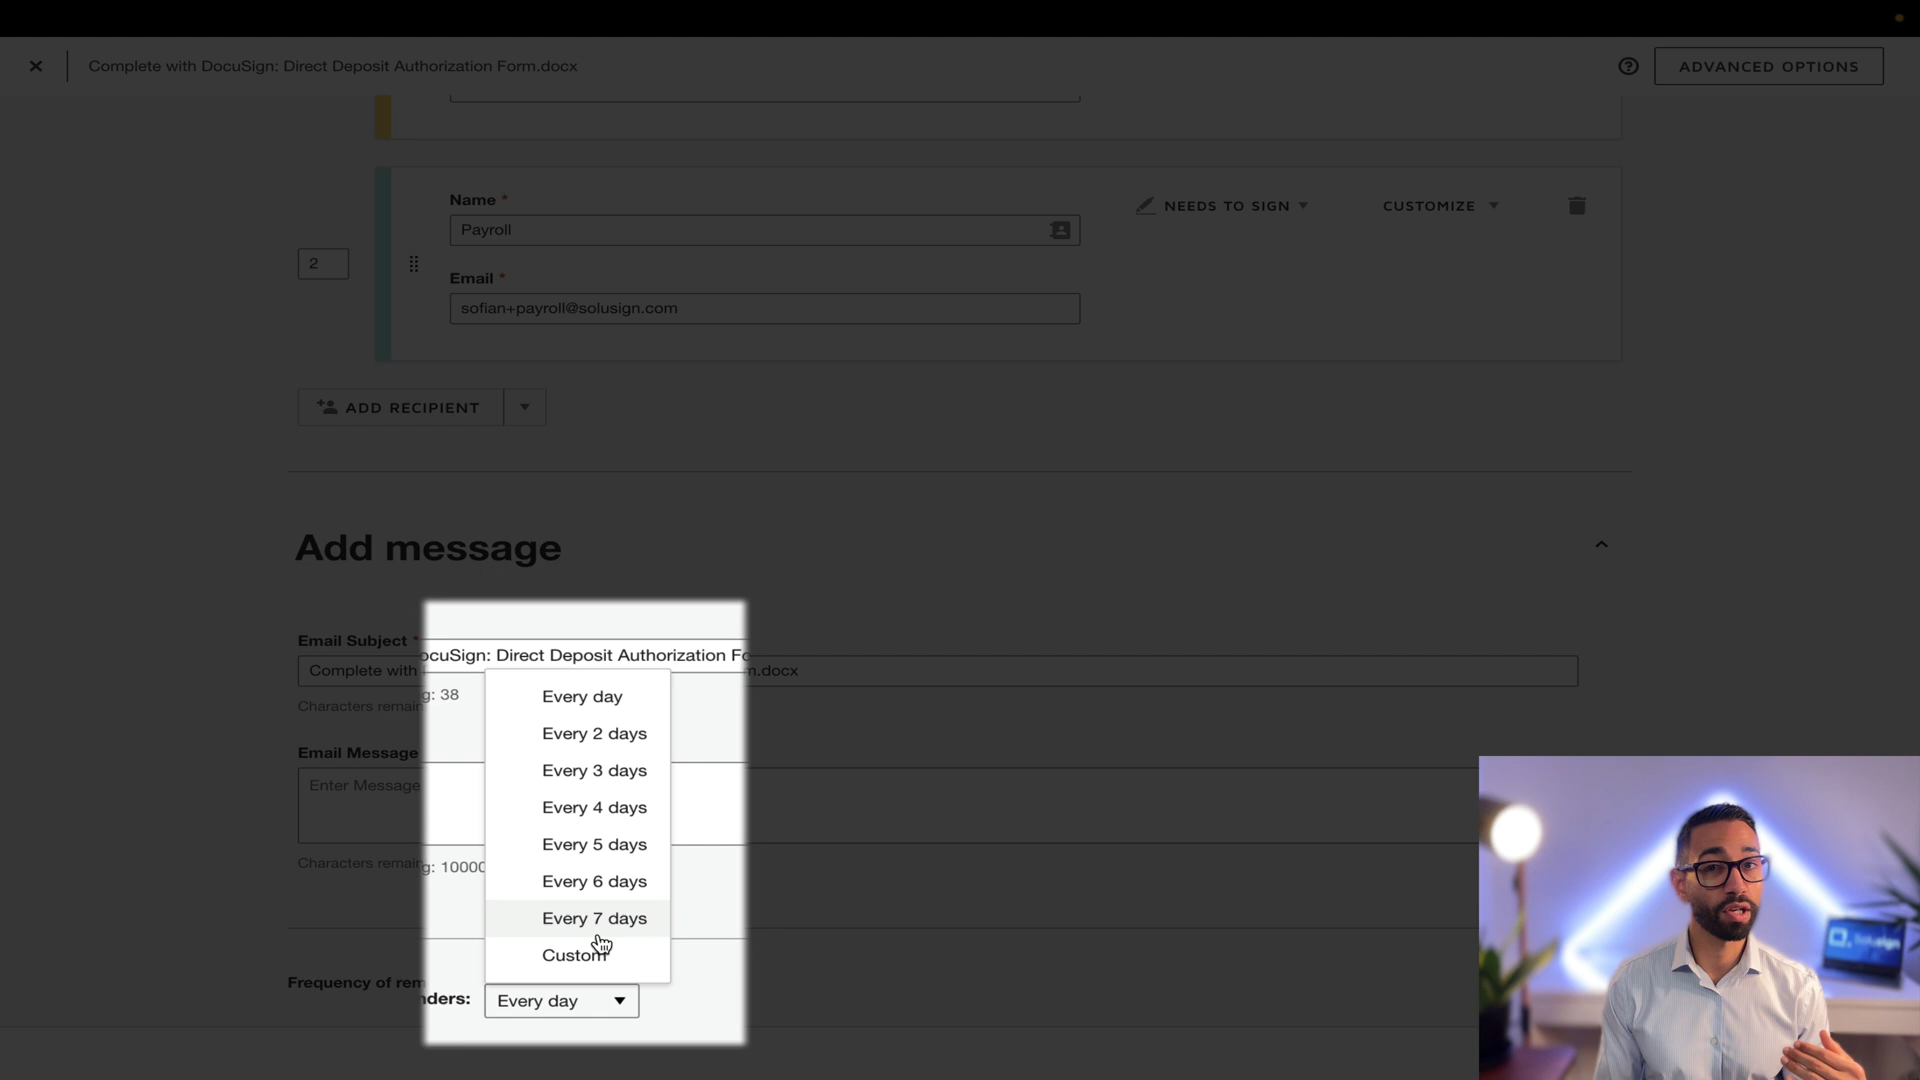 Complete with DocuSign: Direct Deposit Authorization Form.docx
ADVANCED OPTIONS
Name *
Payroll
NEEDS TO SIGN
CUSTOMIZE
2
Email *
sofian+payroll@solusign.com
ADD RECIPIENT
Add message
Email Subject *
ocuSign: Direct Deposit Authorization Fo
Complete with
m.docx
g: 38
Characters remain
Email Message
Enter Message
Characters remain
g: 10000
Every day
Every 2 days
Every 3 days
Every 4 days
Every 5 days
Every 6 days
Every 7 days
Custom
Frequency of rem
nders:
Every day
Solusign